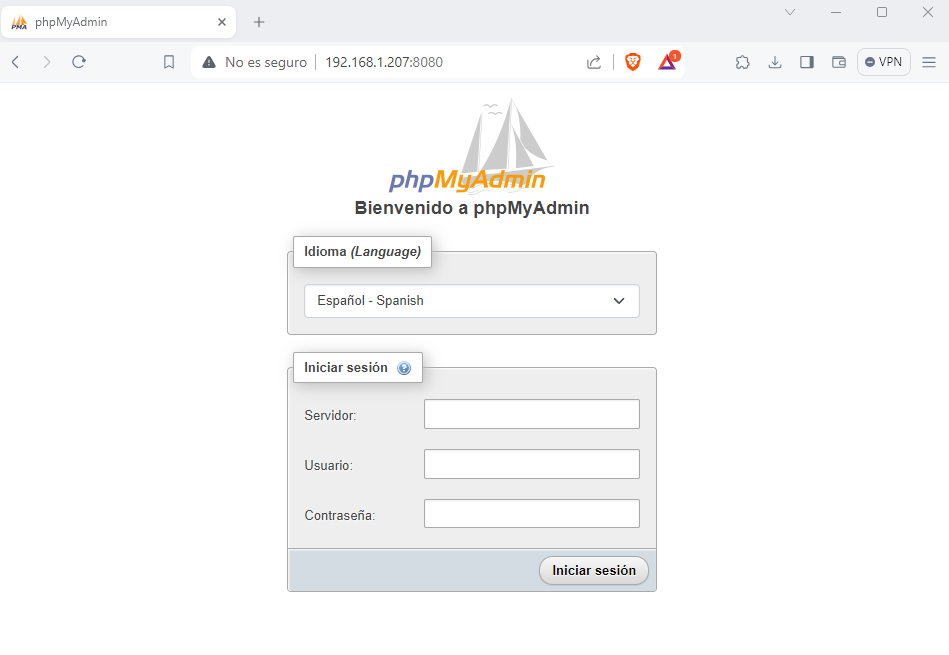 phpMyAdmin
No es seguro 192.168.1.207:8080
1
VPN
phpMyAdmin
Bienvenido a phpMyAdmin
Idioma (Language)
Español - Spanish
Iniciar sesión
Servidor:
Usuario:
Contraseña:
Iniciar sesión